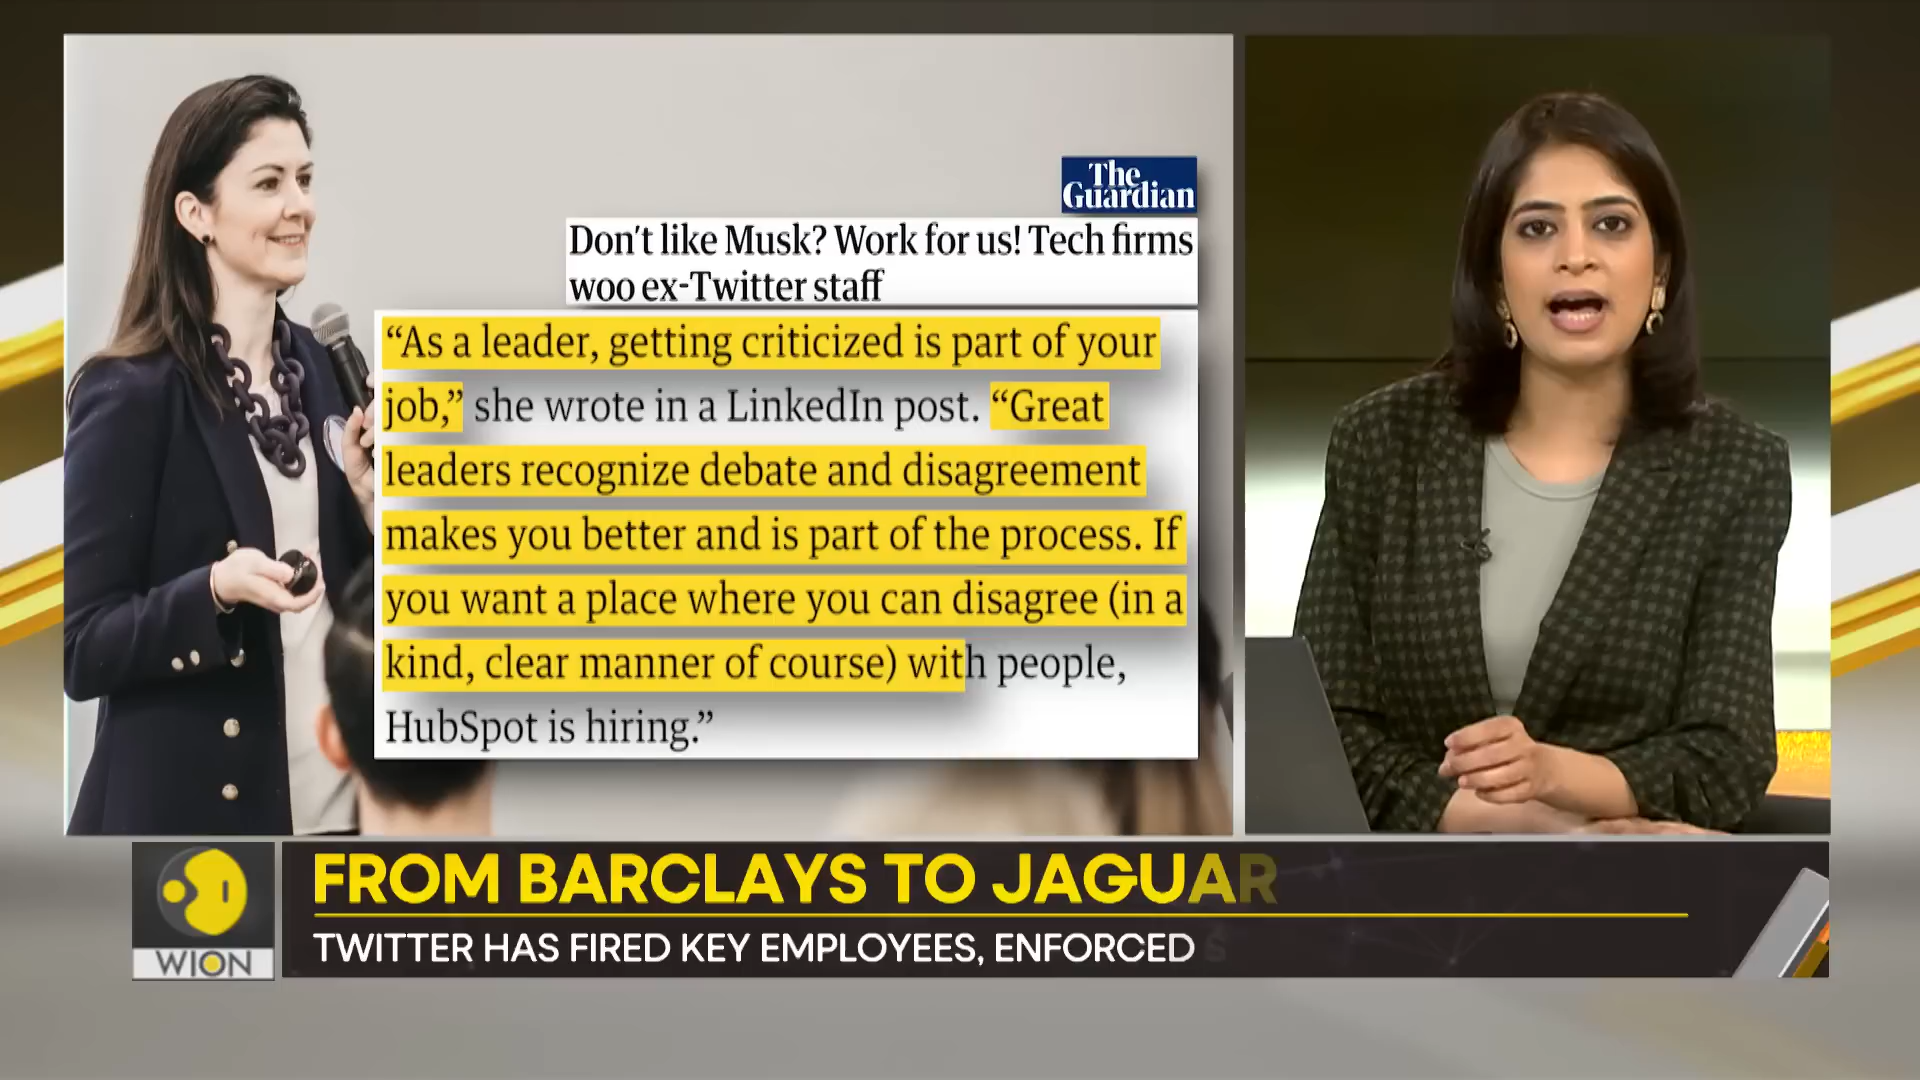 The
Guardian
Don't like Musk? Work for us! Tech firms
woo ex-Twitter staff
“As a leader, getting criticized is part of your
job,” she wrote in a LinkedIn post. “Great
leaders recognize debate and disagreement
makes you better and is part of the process. If
you want a place where you can disagree (in a
kind, clear manner of course) with people,
HubSpot is hiring.”
FROM BARCLAYS TO JAGUAR
TWITTER HAS FIRED KEY EMPLOYEES, ENFORCED S
WION